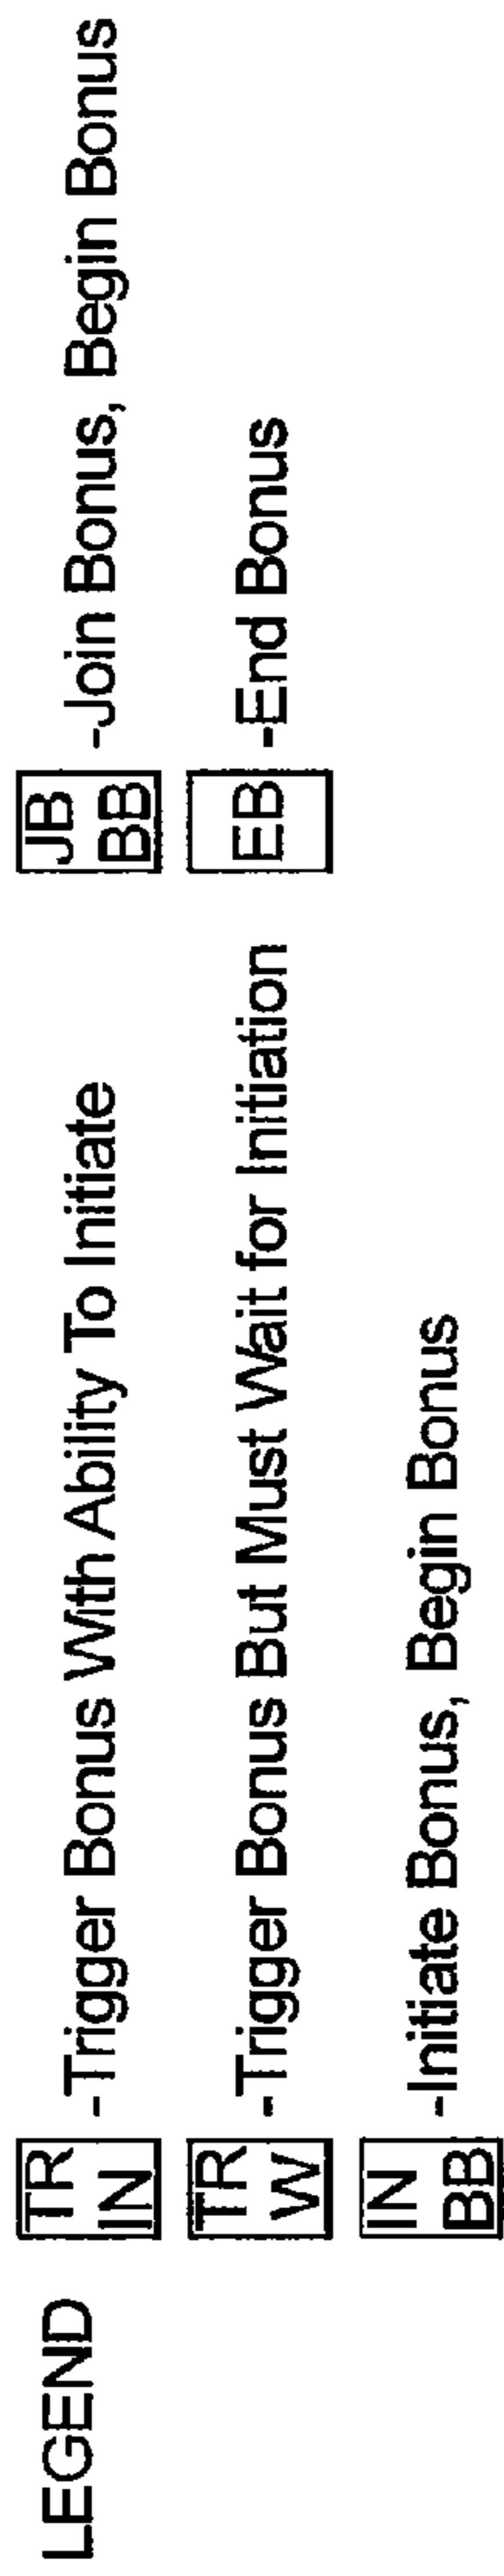 LEGEND
TR
IN
-Trigger Bonus With Ability To Initiate
TR
W
-Trigger Bonus But Must Wait for Initiation
IN
BB
-Initiate Bonus, Begin Bonus
JB
BB
-Join Bonus, Begin Bonus
EB
-End Bonus